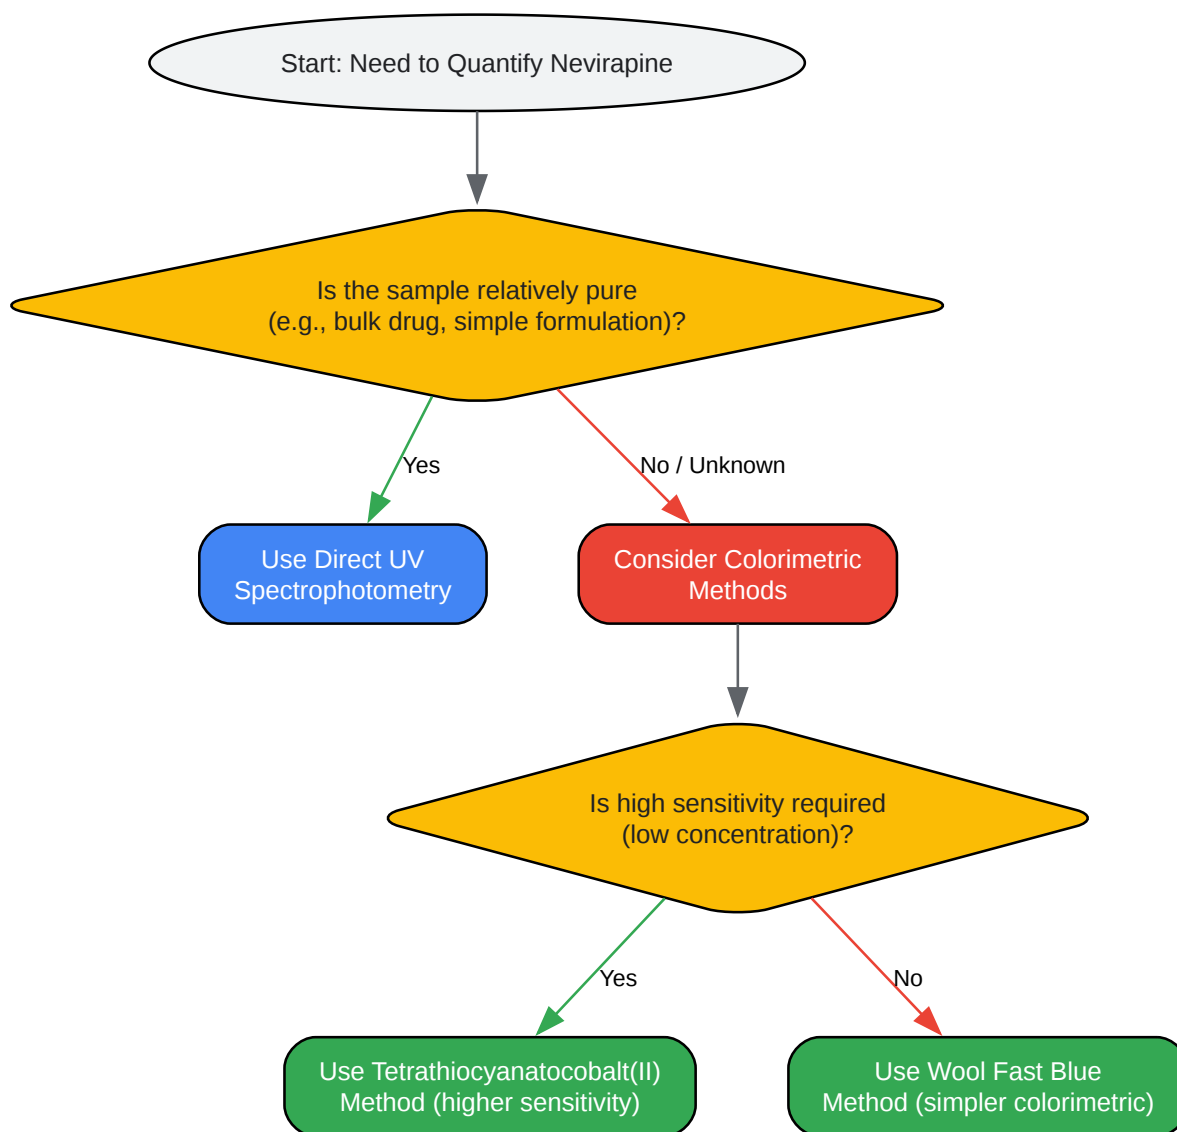 Start: Need to Quantify Nevirapine
Is the sample relatively pure
(e.g., bulk drug, simple formulation)?
Yes
No / Unknown
Use Direct UV
Spectrophotometry
Consider Colorimetric
Methods
Is high sensitivity required
(low concentration)?
Yes
No
Use Tetrathiocyanatocobalt(II)
Method (higher sensitivity)
Use Wool Fast Blue
Method (simpler colorimetric)